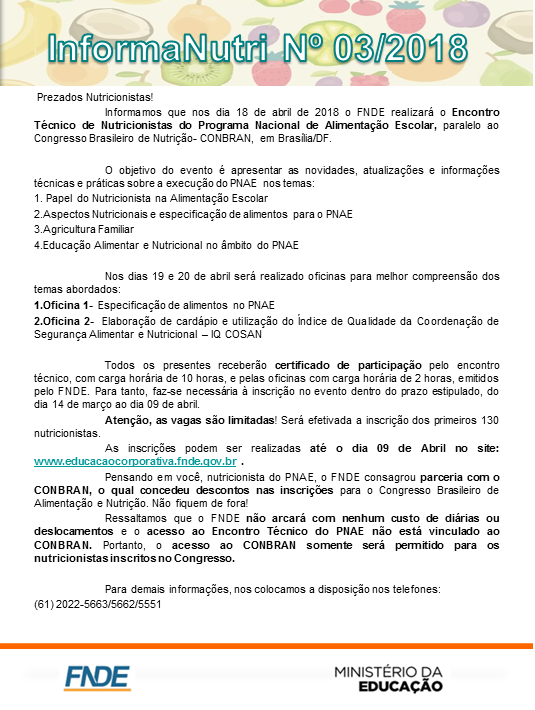 InformaNutri Nº 03/2018
Prezados Nutricionistas!
Informamos que nos dia 18 de abril de 2018 o FNDE realizará o Encontro
Técnico de Nutricionistas do Programa Nacional de Alimentação Escolar, paralelo ao
Congresso Brasileiro de Nutrição- CONBRAN, em Brasília/DF.
O objetivo do evento é apresentar as novidades, atualizações e informações
técnicas e práticas sobre a execução do PNAE nos temas:
1. Papel do Nutricionista na Alimentação Escolar
2.Aspectos Nutricionais e especificação de alimentos para o PNAE
3.Agricultura Familiar
4.Educação Alimentar e Nutricional no âmbito do PNAE
Nos dias 19 e 20 de abril será realizado oficinas para melhor compreensão dos
temas abordados:
1.Oficina 1- Especificação de alimentos no PNAE
2.Oficina 2- Elaboração de cardápio e utilização do Índice de Qualidade da Coordenação de
Segurança Alimentar e Nutricional – IQ COSAN
Todos os presentes receberão certificado de participação pelo encontro
técnico, com carga horária de 10 horas, e pelas oficinas com carga horária de 2 horas, emitidos
pelo FNDE. Para tanto, faz-se necessária à inscrição no evento dentro do prazo estipulado, do
dia 14 de março ao dia 09 de abril.
Atenção, as vagas são limitadas! Será efetivada a inscrição dos primeiros 130
nutricionistas.
As inscrições podem ser realizadas até o dia 09 de Abril no site:
www.educacaocorporativa.fnde.gov.br .
Pensando em você, nutricionista do PNAE, o FNDE consagrou parceria com o
CONBRAN, o qual concedeu descontos nas inscrições para o Congresso Brasileiro de
Alimentação e Nutrição. Não fiquem de fora!
Ressaltamos que o FNDE não arcará com nenhum custo de diárias ou
deslocamentos e o acesso ao Encontro Técnico do PNAE não está vinculado ao
CONBRAN. Portanto, o acesso ao CONBRAN somente será permitido para os
nutricionistas inscritos no Congresso.
Para demais informações, nos colocamos a disposição nos telefones:
(61) 2022-5663/5662/5551
FNDE
MINISTÉRIO DA
EDUCAÇÃO